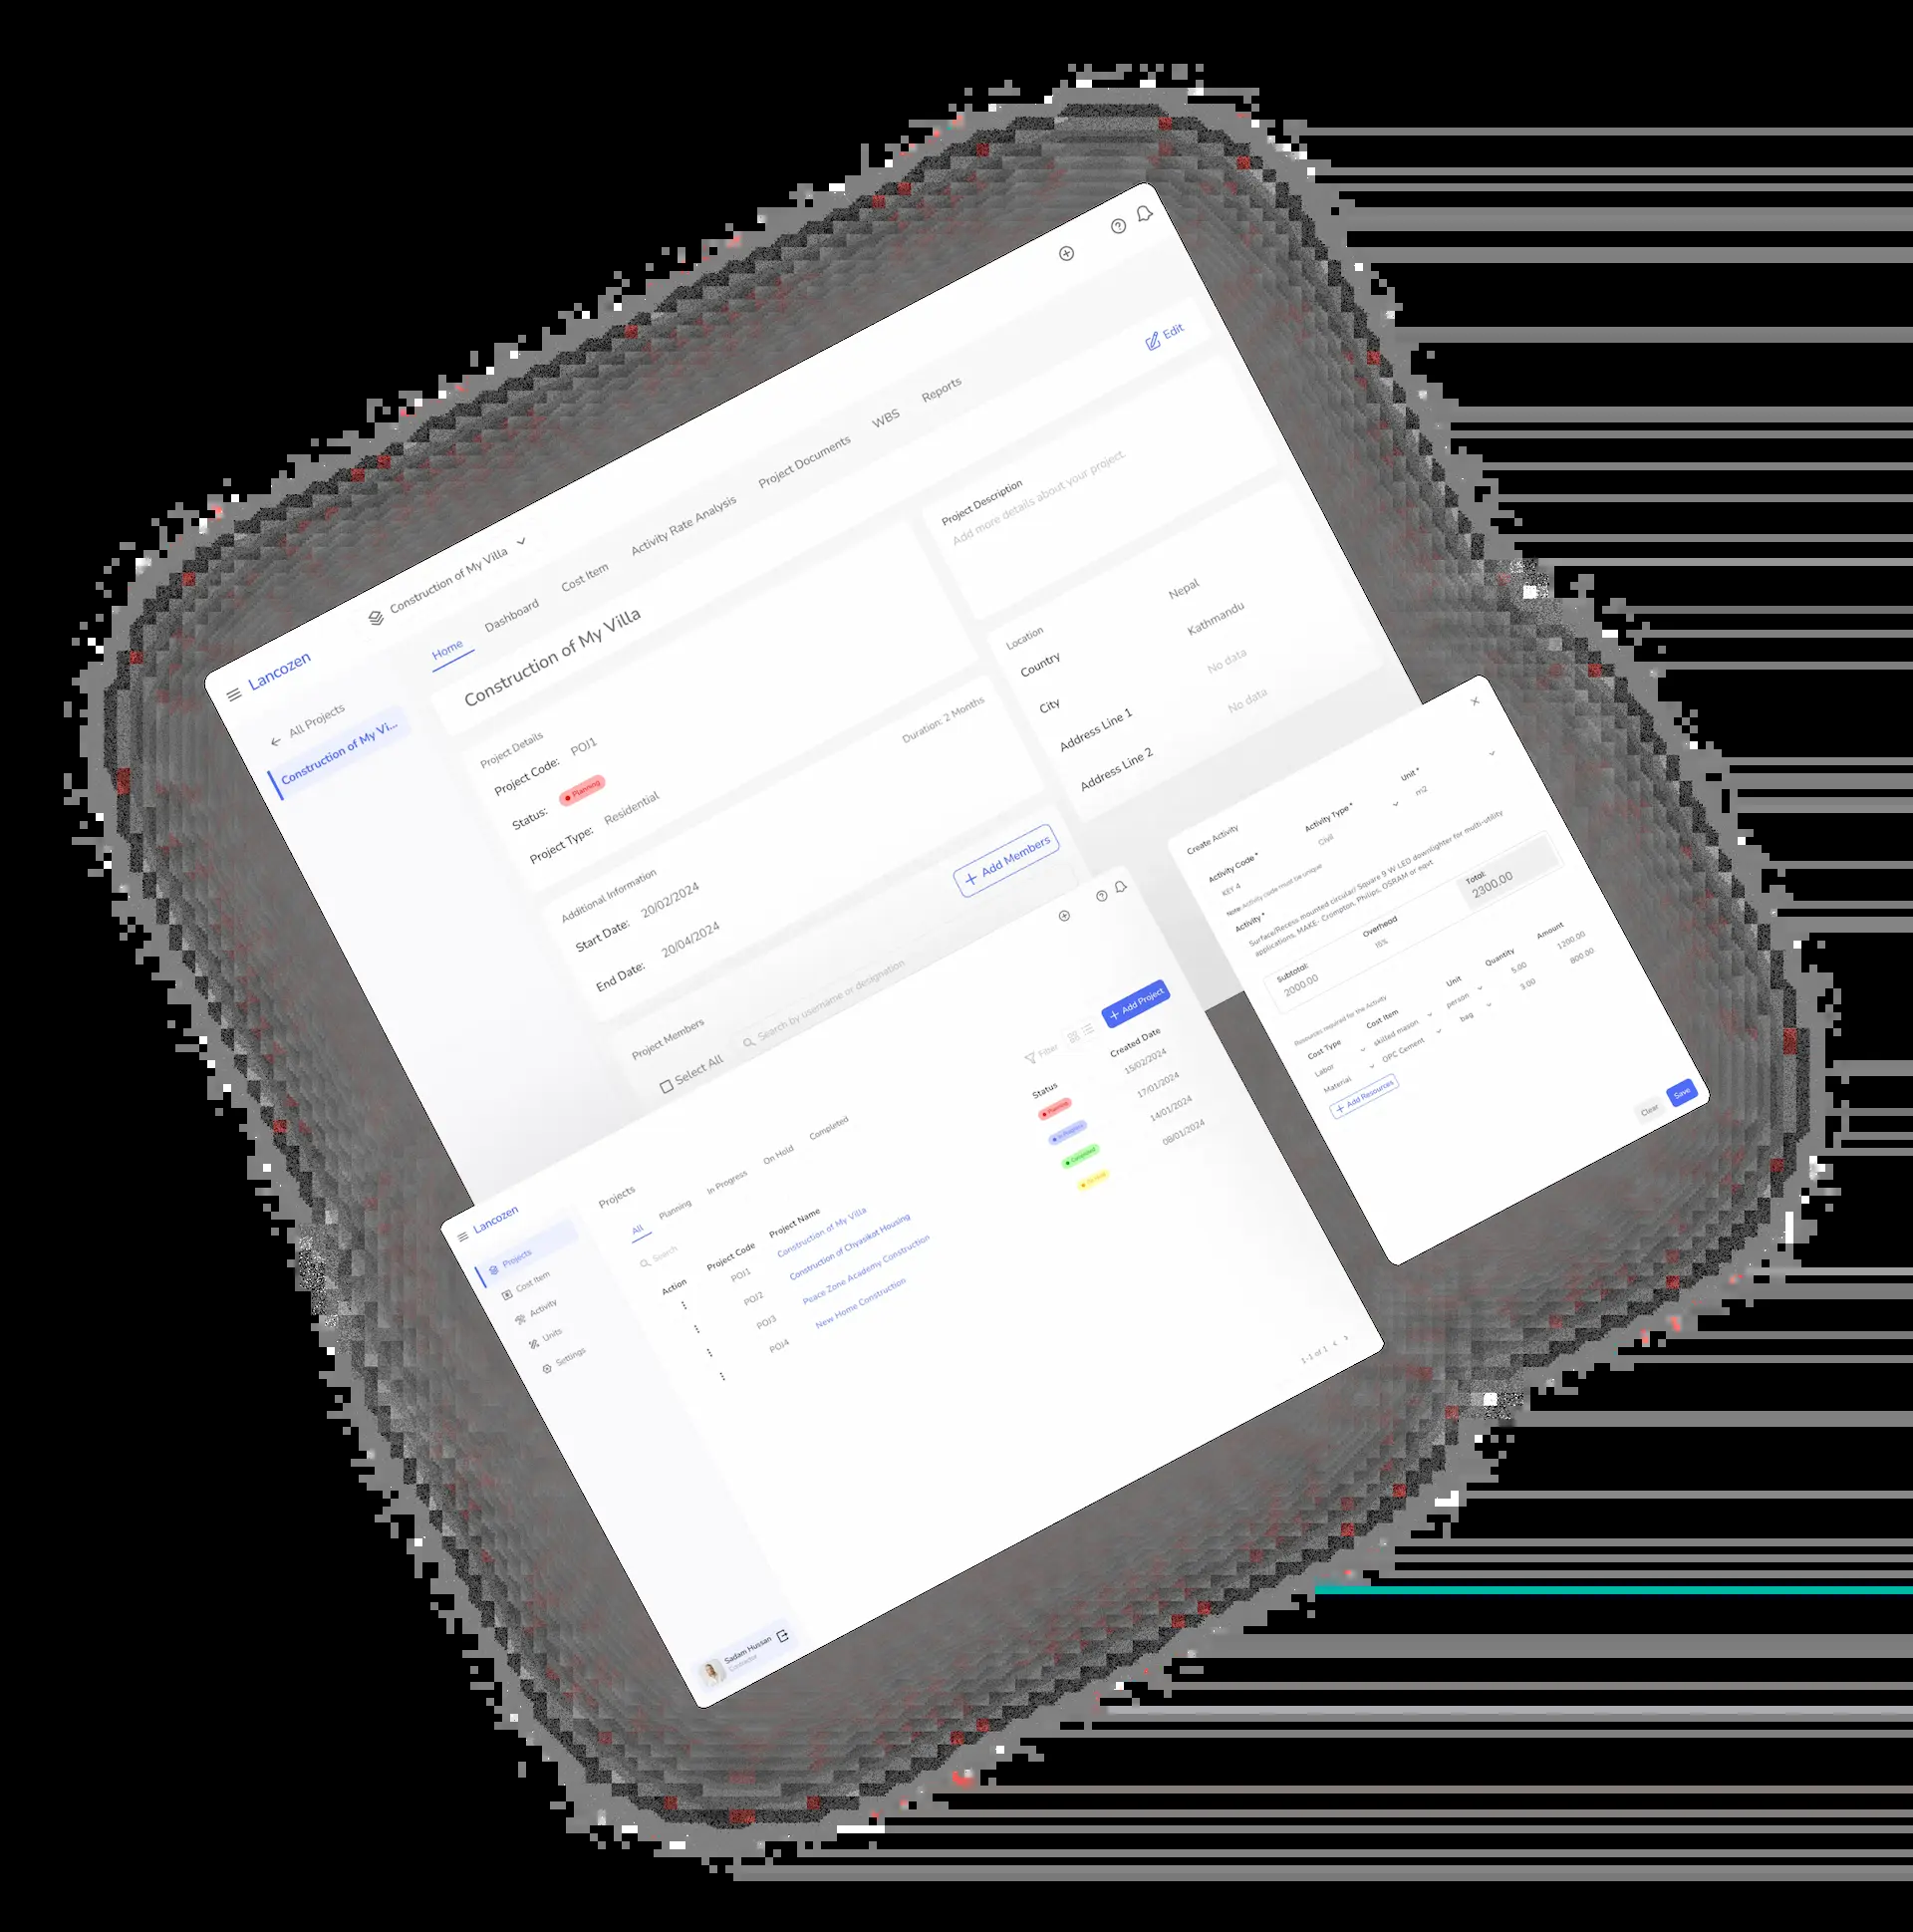 Lancozen
Construction of My Villa
All Projects
Construction of My Vi...
Home
Dashboard
Cost Item
Activity Rate Analysis
Project Documents
WBS
Reports
Construction of My Villa
Edit
Project Details
Project Code: POJ1
Status: Planning
Project Type: Residential
Additional Information
Duration: 2 Months
Start Date: 20/02/2024
End Date: 20/04/2024
Project Members
Add Members
Select All
Search by username or designation
Project Description
Add more details about your project.
Location
Country Nepal
City Kathmandu
Address Line 1 No data
Address Line 2 No data
Lancozen
Projects
Cost Item
Activity
Units
Settings
Sadam Hussan
Contractor
Projects
All
Planning
In Progress
On Hold
Completed
Search
Filter
Add Project
Action Project Code Project Name Status Created Date
POJ1 Construction of My Villa Planning 15/02/2024
POJ2 Construction of Chyasikot Housing In Progress 17/01/2024
POJ3 Peace Zone Academy Construction Completed 14/01/2024
POJ4 New Home Construction On Hold 08/01/2024
1-1 of 1
Create Activity
Activity Code * Activity Type * Unit *
KEY 4 Civil m2
Note: Activity code must be unique
Activity *
Surface/Recess mounted circular/ Square 9 W LED downlighter for multi-utility
applications. MAKE- Crompton, Philips, OSRAM or eqvt
Subtotal: Overhead Total:
2000.00 15% 2300.00
Resources required for the Activity
Cost Type Cost Item Unit Quantity Amount
Labor skilled mason person 5.00 1200.00
Material OPC Cement bag 3.00 800.00
Add Resources
Clear
Save